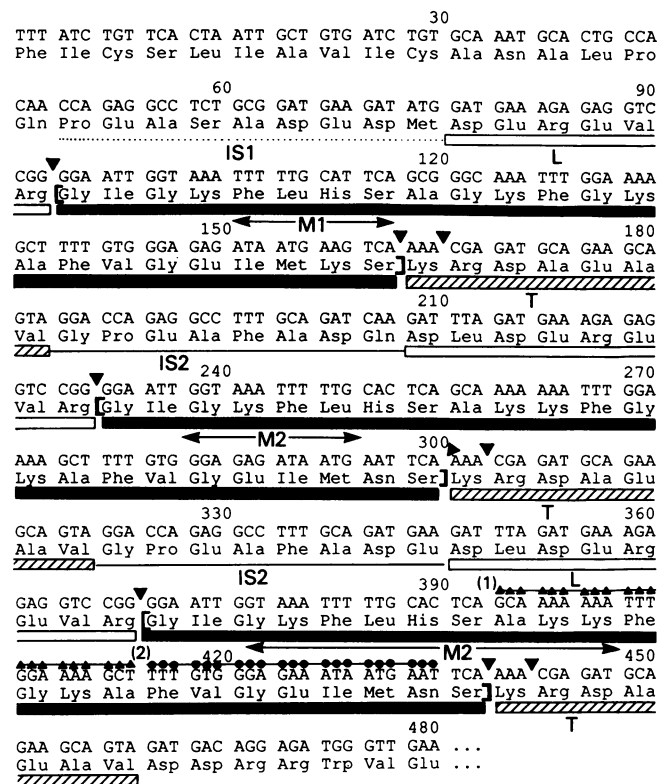 30
TTT ATC TGT TCA CTA ATT GCT GTG ATC TGT GCA AAT GCA CTG CCA
Phe Ile Cys Ser Leu Ile Ala Val Ile Cys Ala Asn Ala Leu Pro
60 90
CAA CCA GAG GCC TCT GCG GAT GAA GAT ATG GAT GAA AGA GAG GTC
Gln Pro Glu Ala Ser Ala Asp Glu Asp Met Asp Glu Arg Glu Val
IS1 120 L
CGG GGA ATT GGT AAA TTT TTG CAT TCA GCG GGC AAA TTT GGA AAA
Arg [Gly Ile Gly Lys Phe Leu His Ser Ala Gly Lys Phe Gly Lys
150 M1 180
GCT TTT GTG GGA GAG ATA ATG AAG TCA AAA CGA GAT GCA GAA GCA
Ala Phe Val Gly Glu Ile Met Lys Ser] Lys Arg Asp Ala Glu Ala
210 T
GTA GGA CCA GAG GCC TTT GCA GAT CAA GAT TTA GAT GAA AGA GAG
Val Gly Pro Glu Ala Phe Ala Asp Gln Asp Leu Asp Glu Arg Glu
IS2 240 L 270
GTC CGG GGA ATT GGT AAA TTT TTG CAC TCA GCA AAA AAA TTT GGA
Val Arg [Gly Ile Gly Lys Phe Leu His Ser Ala Lys Lys Phe Gly
M2 300
AAA GCT TTT GTG GGA GAG ATA ATG AAT TCA AAA CGA GAT GCA GAA
Lys Ala Phe Val Gly Glu Ile Met Asn Ser] Lys Arg Asp Ala Glu
330 T 360
GCA GTA GGA CCA GAG GCC TTT GCA GAT GAA GAT TTA GAT GAA AGA
Ala Val Gly Pro Glu Ala Phe Ala Asp Glu Asp Leu Asp Glu Arg
IS2 390 (1) L
GAG GTC CGG GGA ATT GGT AAA TTT TTG CAC TCA GCA AAA AAA TTT
Glu Val Arg [Gly Ile Gly Lys Phe Leu His Ser Ala Lys Lys Phe
(2) 420 M2 450
GGA AAA GCT TTT GTG GGA GAA ATA ATG AAT TCA AAA CGA GAT GCA
Gly Lys Ala Phe Val Gly Glu Ile Met Asn Ser] Lys Arg Asp Ala
480 T
GAA GCA GTA GAT GAC AGG AGA TGG GTT GAA ...
Glu Ala Val Asp Asp Arg Arg Trp Val Glu